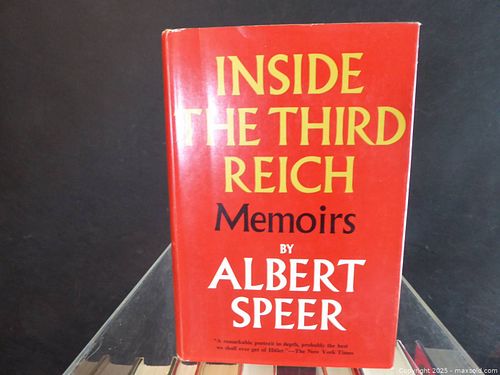 INSIDE
THE THIRD
REICH
Memoirs
BY
ALBERT
SPEER
"A remarkable portrait in depth, probably the best
we shall ever get of Hitler."—The New York Times
Copyright 2025 - maxsold.com